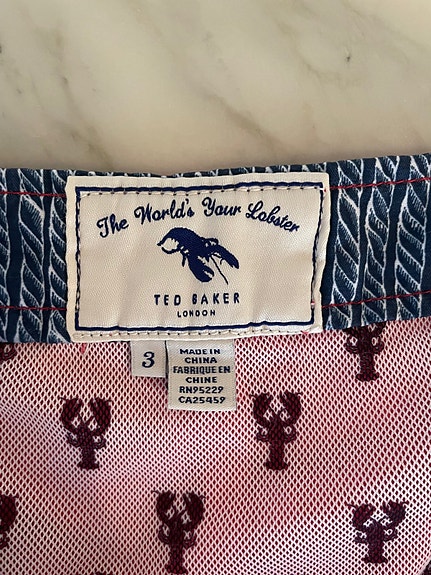 The World's Your Lobster
TED BAKER
LONDON
3
MADE IN
CHINA
FABRIQUE EN
CHINE
RN95229
CA25459